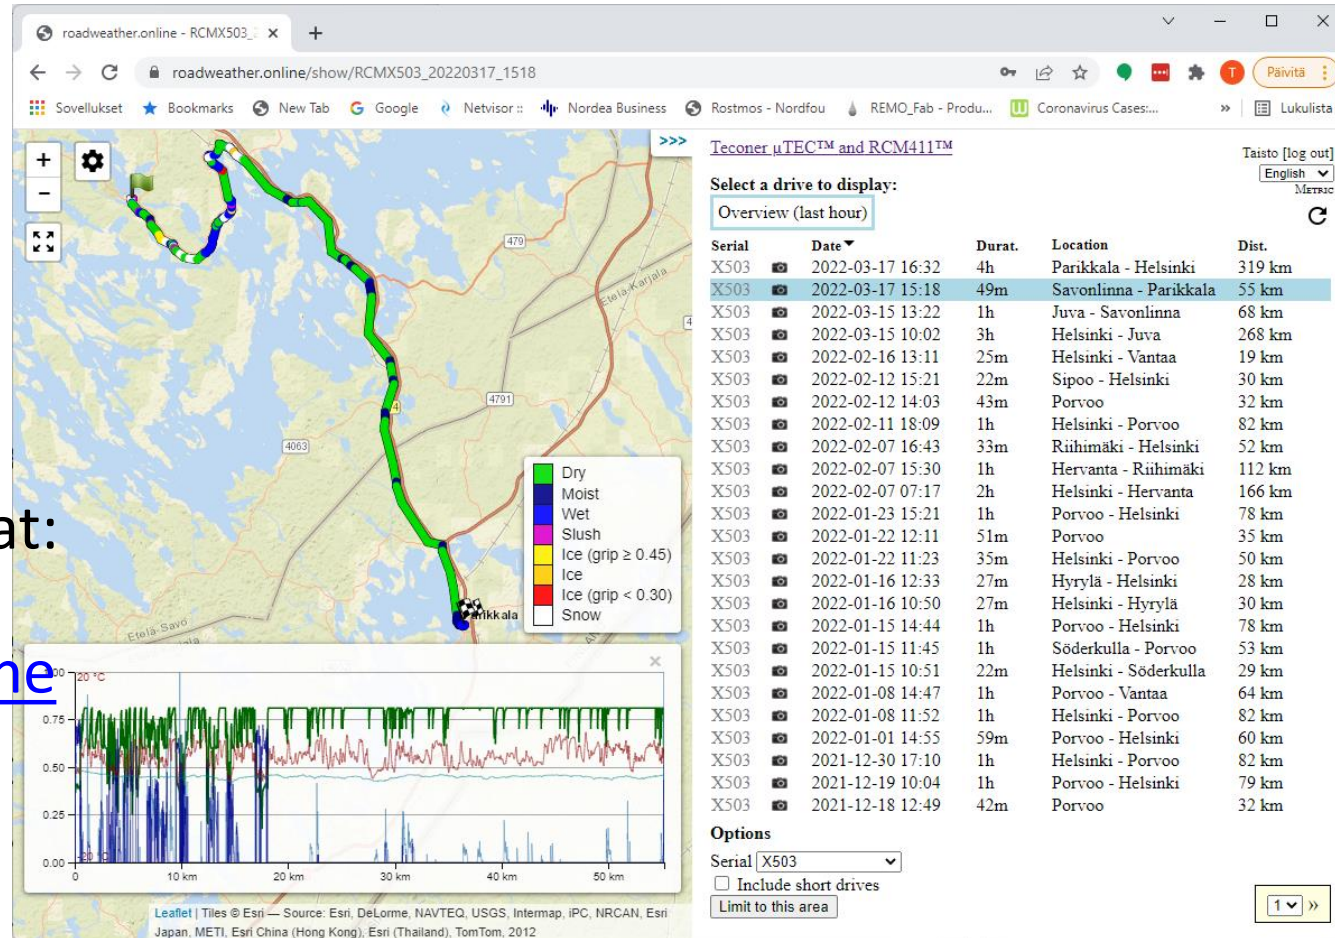 roadweather.online - RCMX503_2
roadweather.online/show/RCMX503_20220317_1518
T
Päivitä
Sovellukset
Bookmarks
New Tab
Google
Netvisor ::
Nordea Business
Rostmos - Nordfou
REMO_Fab - Produ...
Coronavirus Cases:...
»
Lukulista
+
−
>>>
479
4791
4
4063
Etelä-Karjala
Etelä-Savo
Dry
Moist
Wet
Slush
Ice (grip ≥ 0.45)
Ice
Ice (grip < 0.30)
Snow
at:
ne
20 °C
0.75
0.50
0.25
0.00
-20 °C
0
10 km
20 km
30 km
40 km
50 km
Leaflet | Tiles © Esri — Source: Esri, DeLorme, NAVTEQ, USGS, Intermap, iPC, NRCAN, Esri
Japan, METI, Esri China (Hong Kong), Esri (Thailand), TomTom, 2012
Teconer µTEC™ and RCM411™
Taisto [log out]
English
METRIC
Select a drive to display:
Overview (last hour)
Serial Date Durat. Location Dist.
X503 2022-03-17 16:32 4h Parikkala - Helsinki 319 km
X503 2022-03-17 15:18 49m Savonlinna - Parikkala 55 km
X503 2022-03-15 13:22 1h Juva - Savonlinna 68 km
X503 2022-03-15 10:02 3h Helsinki - Juva 268 km
X503 2022-02-16 13:11 25m Helsinki - Vantaa 19 km
X503 2022-02-12 15:21 22m Sipoo - Helsinki 30 km
X503 2022-02-12 14:03 43m Porvoo 32 km
X503 2022-02-11 18:09 1h Helsinki - Porvoo 82 km
X503 2022-02-07 16:43 33m Riihimäki - Helsinki 52 km
X503 2022-02-07 15:30 1h Hervanta - Riihimäki 112 km
X503 2022-02-07 07:17 2h Helsinki - Hervanta 166 km
X503 2022-01-23 15:21 1h Porvoo - Helsinki 78 km
X503 2022-01-22 12:11 51m Porvoo 35 km
X503 2022-01-22 11:23 35m Helsinki - Porvoo 50 km
X503 2022-01-16 12:33 27m Hyrylä - Helsinki 28 km
X503 2022-01-16 10:50 27m Helsinki - Hyrylä 30 km
X503 2022-01-15 14:44 1h Porvoo - Helsinki 78 km
X503 2022-01-15 11:45 1h Söderkulla - Porvoo 53 km
X503 2022-01-15 10:51 22m Helsinki - Söderkulla 29 km
X503 2022-01-08 14:47 1h Porvoo - Vantaa 64 km
X503 2022-01-08 11:52 1h Helsinki - Porvoo 82 km
X503 2022-01-01 14:55 59m Porvoo - Helsinki 60 km
X503 2021-12-30 17:10 1h Helsinki - Porvoo 82 km
X503 2021-12-19 10:04 1h Porvoo - Helsinki 79 km
X503 2021-12-18 12:49 42m Porvoo 32 km
Options
Serial X503
Include short drives
Limit to this area
1 »